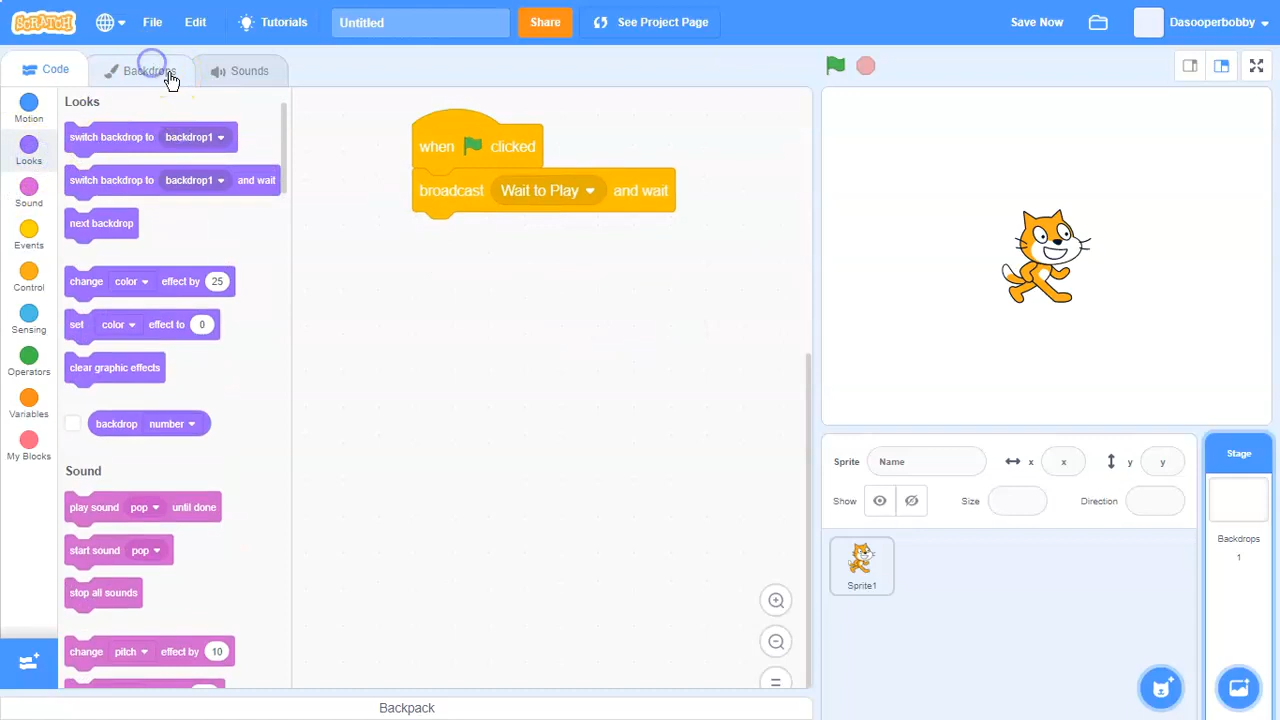 SCRATCH
File
Edit
Tutorials
Untitled
Share
See Project Page
Save Now
Dasooperbobby
Code
Backdrops
Sounds
Motion
Looks
Sound
Events
Control
Sensing
Operators
Variables
My Blocks
Looks
switch backdrop to backdrop1
switch backdrop to backdrop1 and wait
next backdrop
change color effect by 25
set color effect to 0
clear graphic effects
backdrop number
Sound
play sound pop until done
start sound pop
stop all sounds
change pitch effect by 10
when clicked
broadcast Wait to Play and wait
Sprite Name x x y y
Show Size Direction
Sprite1
Stage
Backdrops
1
Backpack